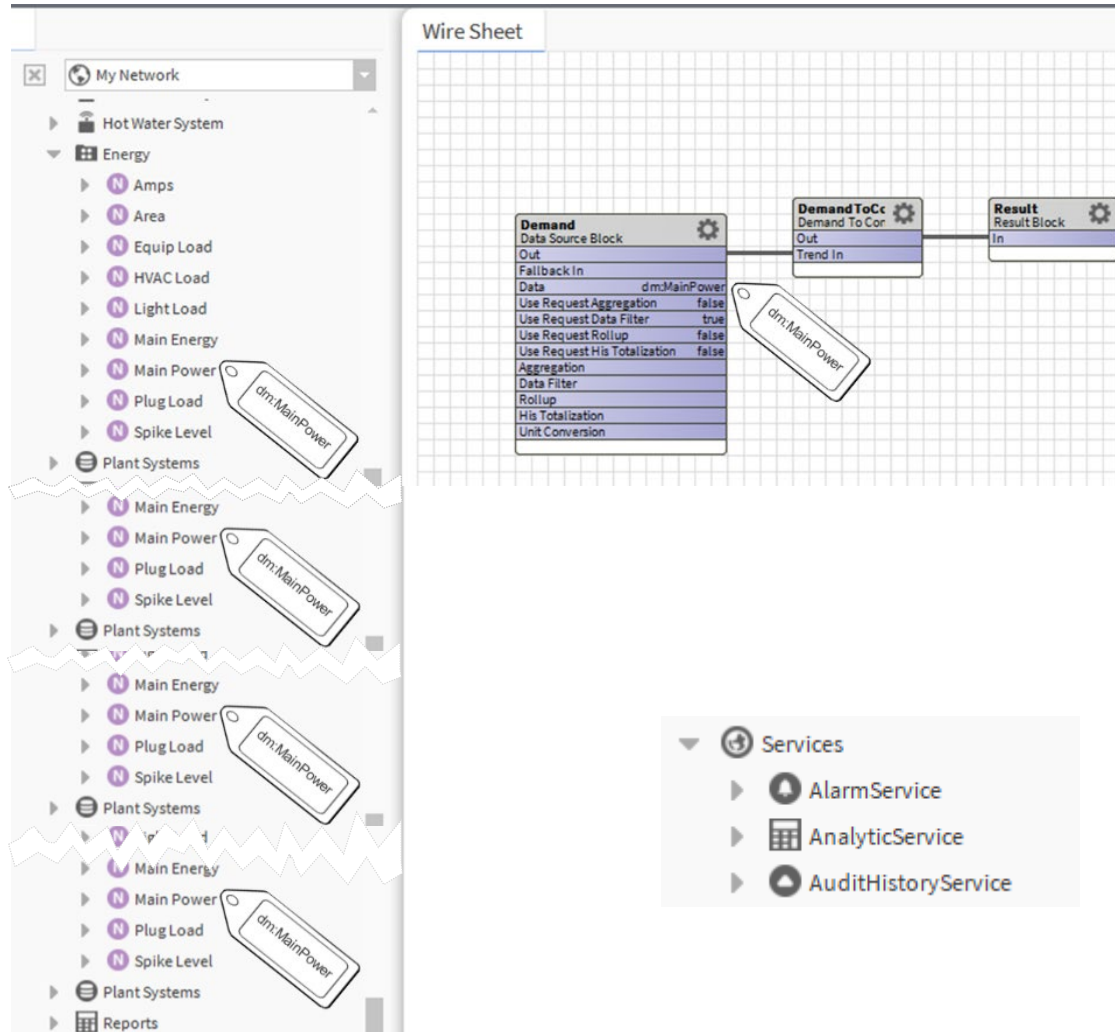 Wire Sheet
My Network
Hot Water System
Energy
Amps
Area
Equip Load
HVAC Load
Light Load
Main Energy
Main Power
dm:MainPower
Plug Load
Spike Level
Plant Systems
Main Energy
Main Power
dm:MainPower
Plug Load
Spike Level
Plant Systems
Main Energy
Main Power
dm:MainPower
Plug Load
Spike Level
Plant Systems
Main Energy
Main Power
dm:MainPower
Plug Load
Spike Level
Plant Systems
Reports
Demand
Data Source Block
Out
Fallback In
Data dm:MainPower
Use Request Aggregation false
Use Request Data Filter true
Use Request Rollup false
Use Request His Totalization false
Aggregation
Data Filter
Rollup
His Totalization
Unit Conversion
dm:MainPower
DemandToCc
Demand To Cor
Out
Trend In
Result
Result Block
In
Services
AlarmService
AnalyticService
AuditHistoryService